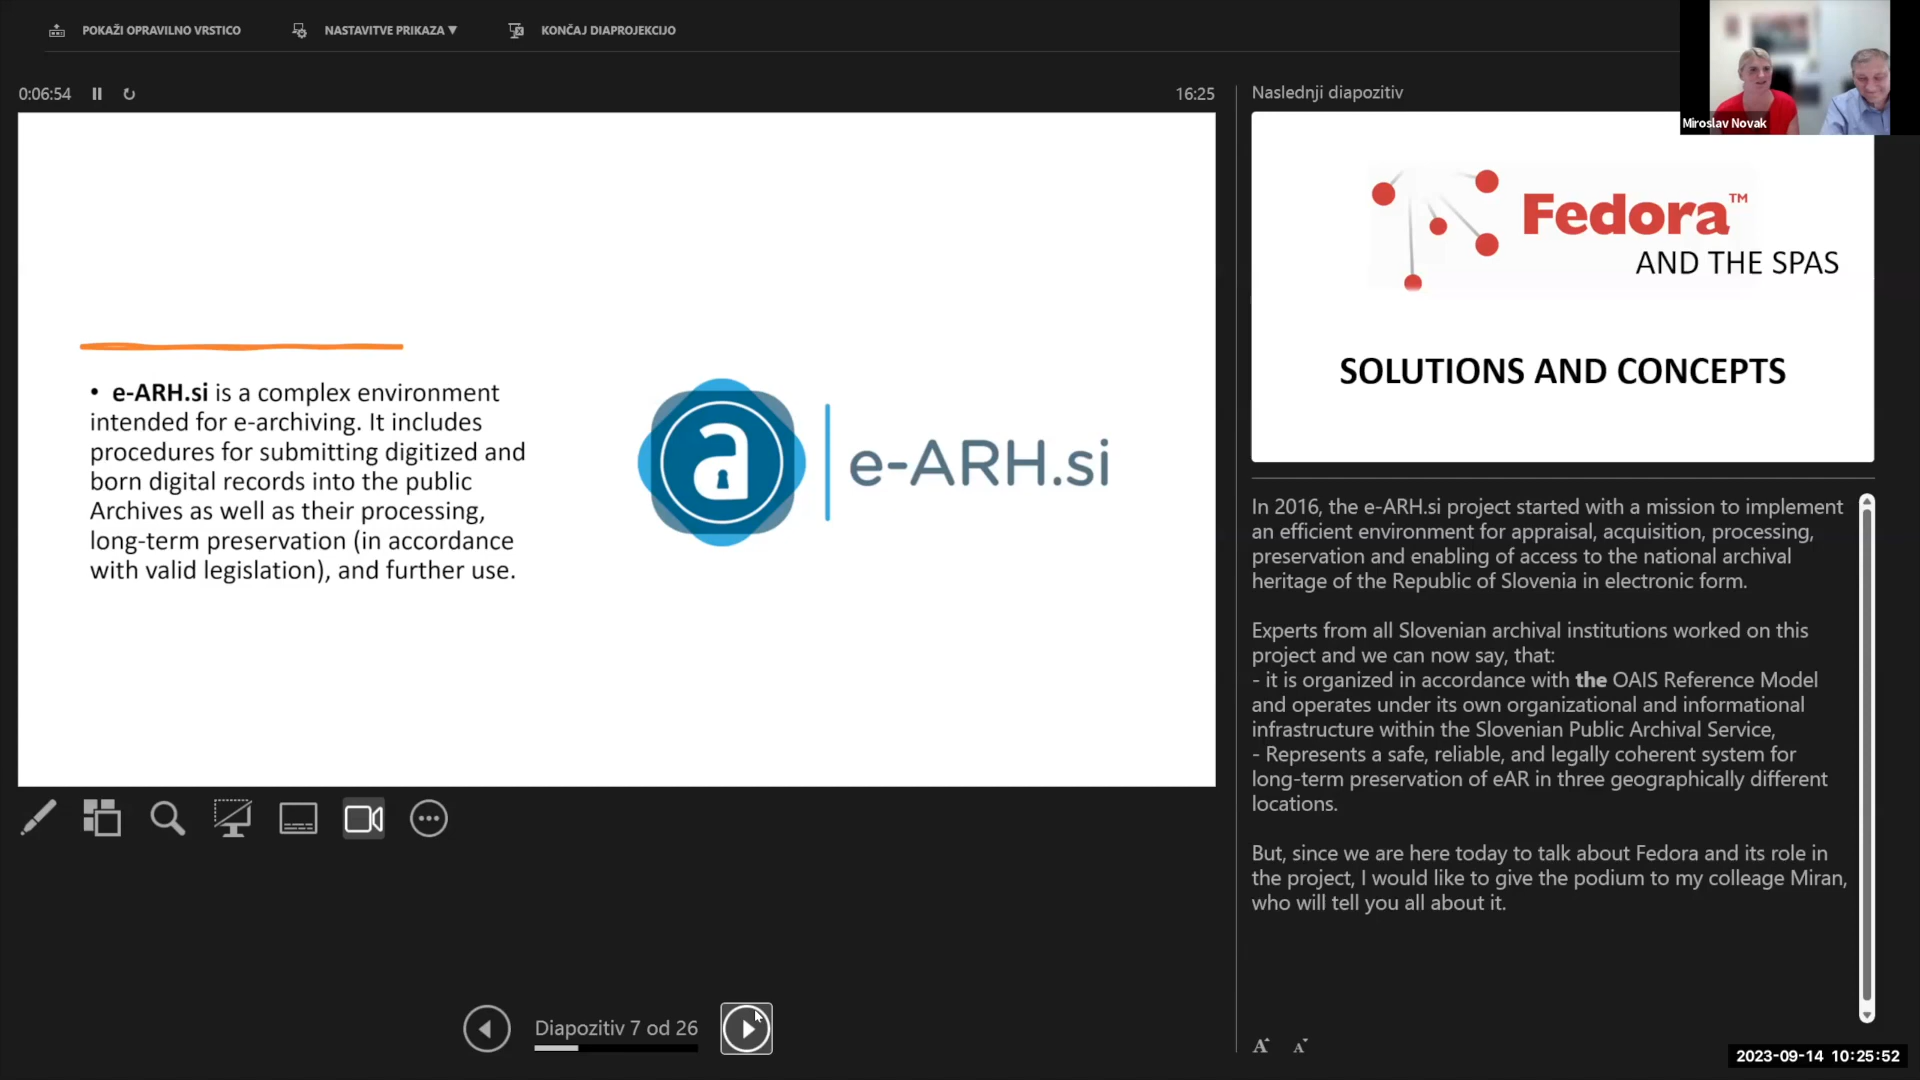 POKAŽI OPRAVILNO VRSTICO
NASTAVITVE PRIKAZA ▼
KONČAJ DIAPROJEKCIJO
0:06:54
16:25
• e-ARH.si is a complex environment
intended for e-archiving. It includes
procedures for submitting digitized and
born digital records into the public
Archives as well as their processing,
long-term preservation (in accordance
with valid legislation), and further use.
a
e-ARH.si
Diapozitiv 7 od 26
Naslednji diapozitiv
Miroslav Novak
Fedora™
AND THE SPAS
SOLUTIONS AND CONCEPTS
In 2016, the e-ARH.si project started with a mission to implement
an efficient environment for appraisal, acquisition, processing,
preservation and enabling of access to the national archival
heritage of the Republic of Slovenia in electronic form.
Experts from all Slovenian archival institutions worked on this
project and we can now say, that:
- it is organized in accordance with the OAIS Reference Model
and operates under its own organizational and informational
infrastructure within the Slovenian Public Archival Service,
- Represents a safe, reliable, and legally coherent system for
long-term preservation of eAR in three geographically different
locations.
But, since we are here today to talk about Fedora and its role in
the project, I would like to give the podium to my colleage Miran,
who will tell you all about it.
A A
2023-09-14 10:25:52